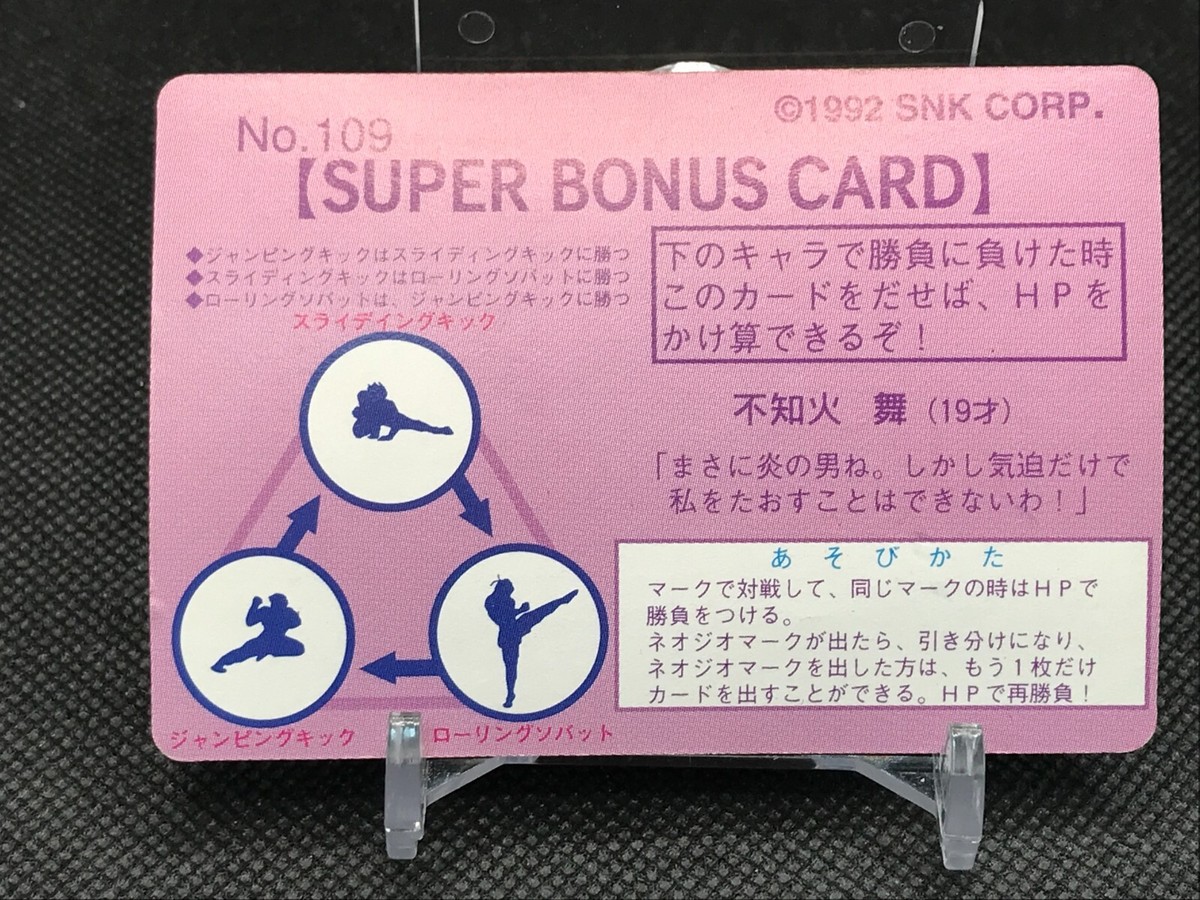 No.109
©1992 SNK CORP.
【SUPER BONUS CARD】
◆ジャンピングキックはスライディングキックに勝つ
◆スライディングキックはローリングソバットに勝つ
◆ローリングソバットは、ジャンピングキックに勝つ
スライデイングキック
ジャンピングキック
ローリングソバット
下のキャラで勝負に負けた時
このカードをだせば、HPを
かけ算できるぞ！
不知火 舞（19才）
「まさに炎の男ね。しかし気迫だけで
私をたおすことはできないわ！」
あそびかた
マークで対戦して、同じマークの時はHPで
勝負をつける。
ネオジオマークが出たら、引き分けになり、
ネオジオマークを出した方は、もう1枚だけ
カードを出すことができる。HPで再勝負！